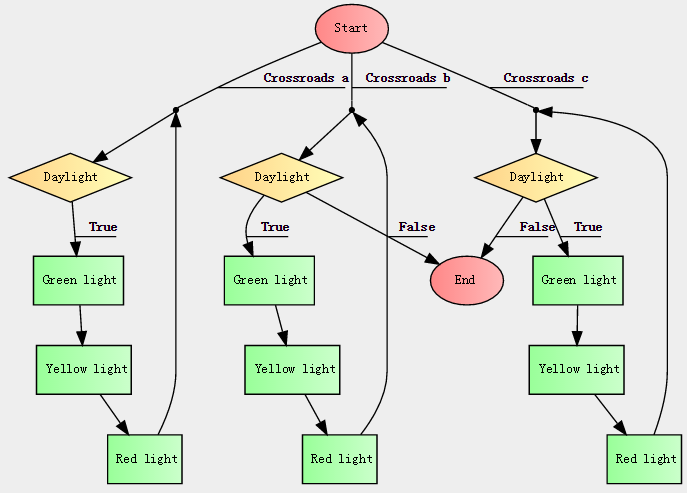 Start
Crossroads a
Crossroads b
Crossroads c
Daylight
Daylight
Daylight
True
True
False
False
True
Green light
Green light
End
Green light
Yellow light
Yellow light
Yellow light
Red light
Red light
Red light